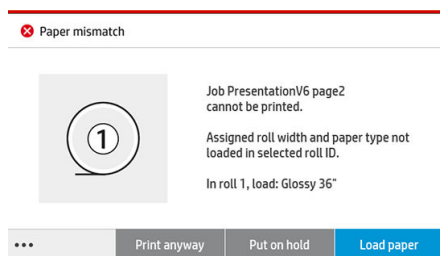 Paper mismatch
Job PresentationV6 page2
cannot be printed.
Assigned roll width and paper type not
loaded in selected roll ID.
In roll 1, load: Glossy 36"
1
Print anyway
Put on hold
Load paper